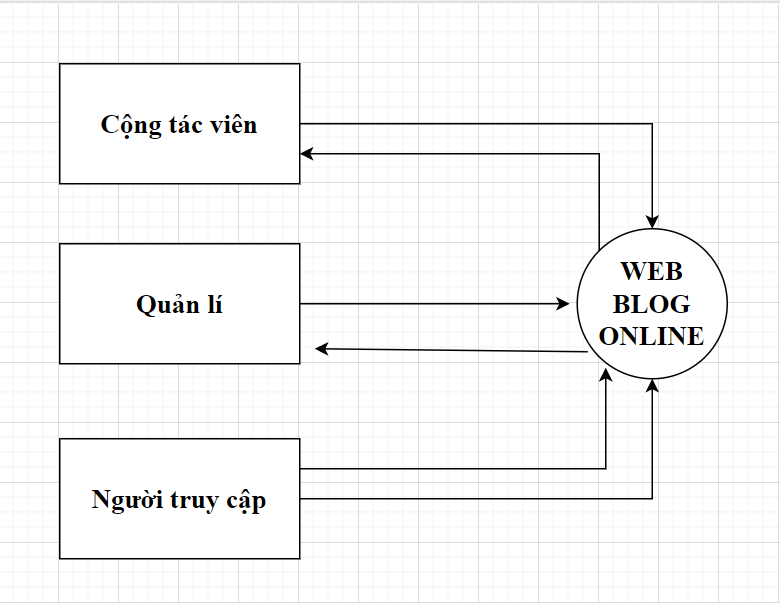 Cộng tác viên
Quản lí
WEB
BLOG
ONLINE
Người truy cập